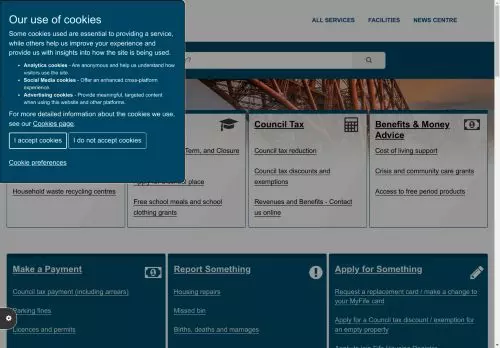 Our use of cookies
Some cookies used are essential to providing a service,
while others help us improve your experience and
provide us with insights into how the site is being used.
Analytics cookies - Are anonymous and help us understand how
visitors use the site.
Social Media cookies - Offer an enhanced cross-platform
experience.
Advertising cookies - Provide meaningful, targeted content
when using this website and other platforms.
For more detailed information about the cookies we use,
see our Cookies page.
I accept cookies
I do not accept cookies
Cookie preferences
ALL SERVICES
FACILITIES
NEWS CENTRE
Household waste recycling centres
Term, and Closure
place
Free school meals and school
clothing grants
Council Tax
Council tax reduction
Council tax discounts and
exemptions
Revenues and Benefits - Contact
us online
Benefits & Money
Advice
Cost of living support
Crisis and community care grants
Access to free period products
Make a Payment
Council tax payment (including arrears)
Parking fines
Licences and permits
Report Something
Housing repairs
Missed bin
Births, deaths and marriages
Apply for Something
Request a replacement card / make a change to
your MyFife card
Apply for a Council tax discount / exemption for
an empty property